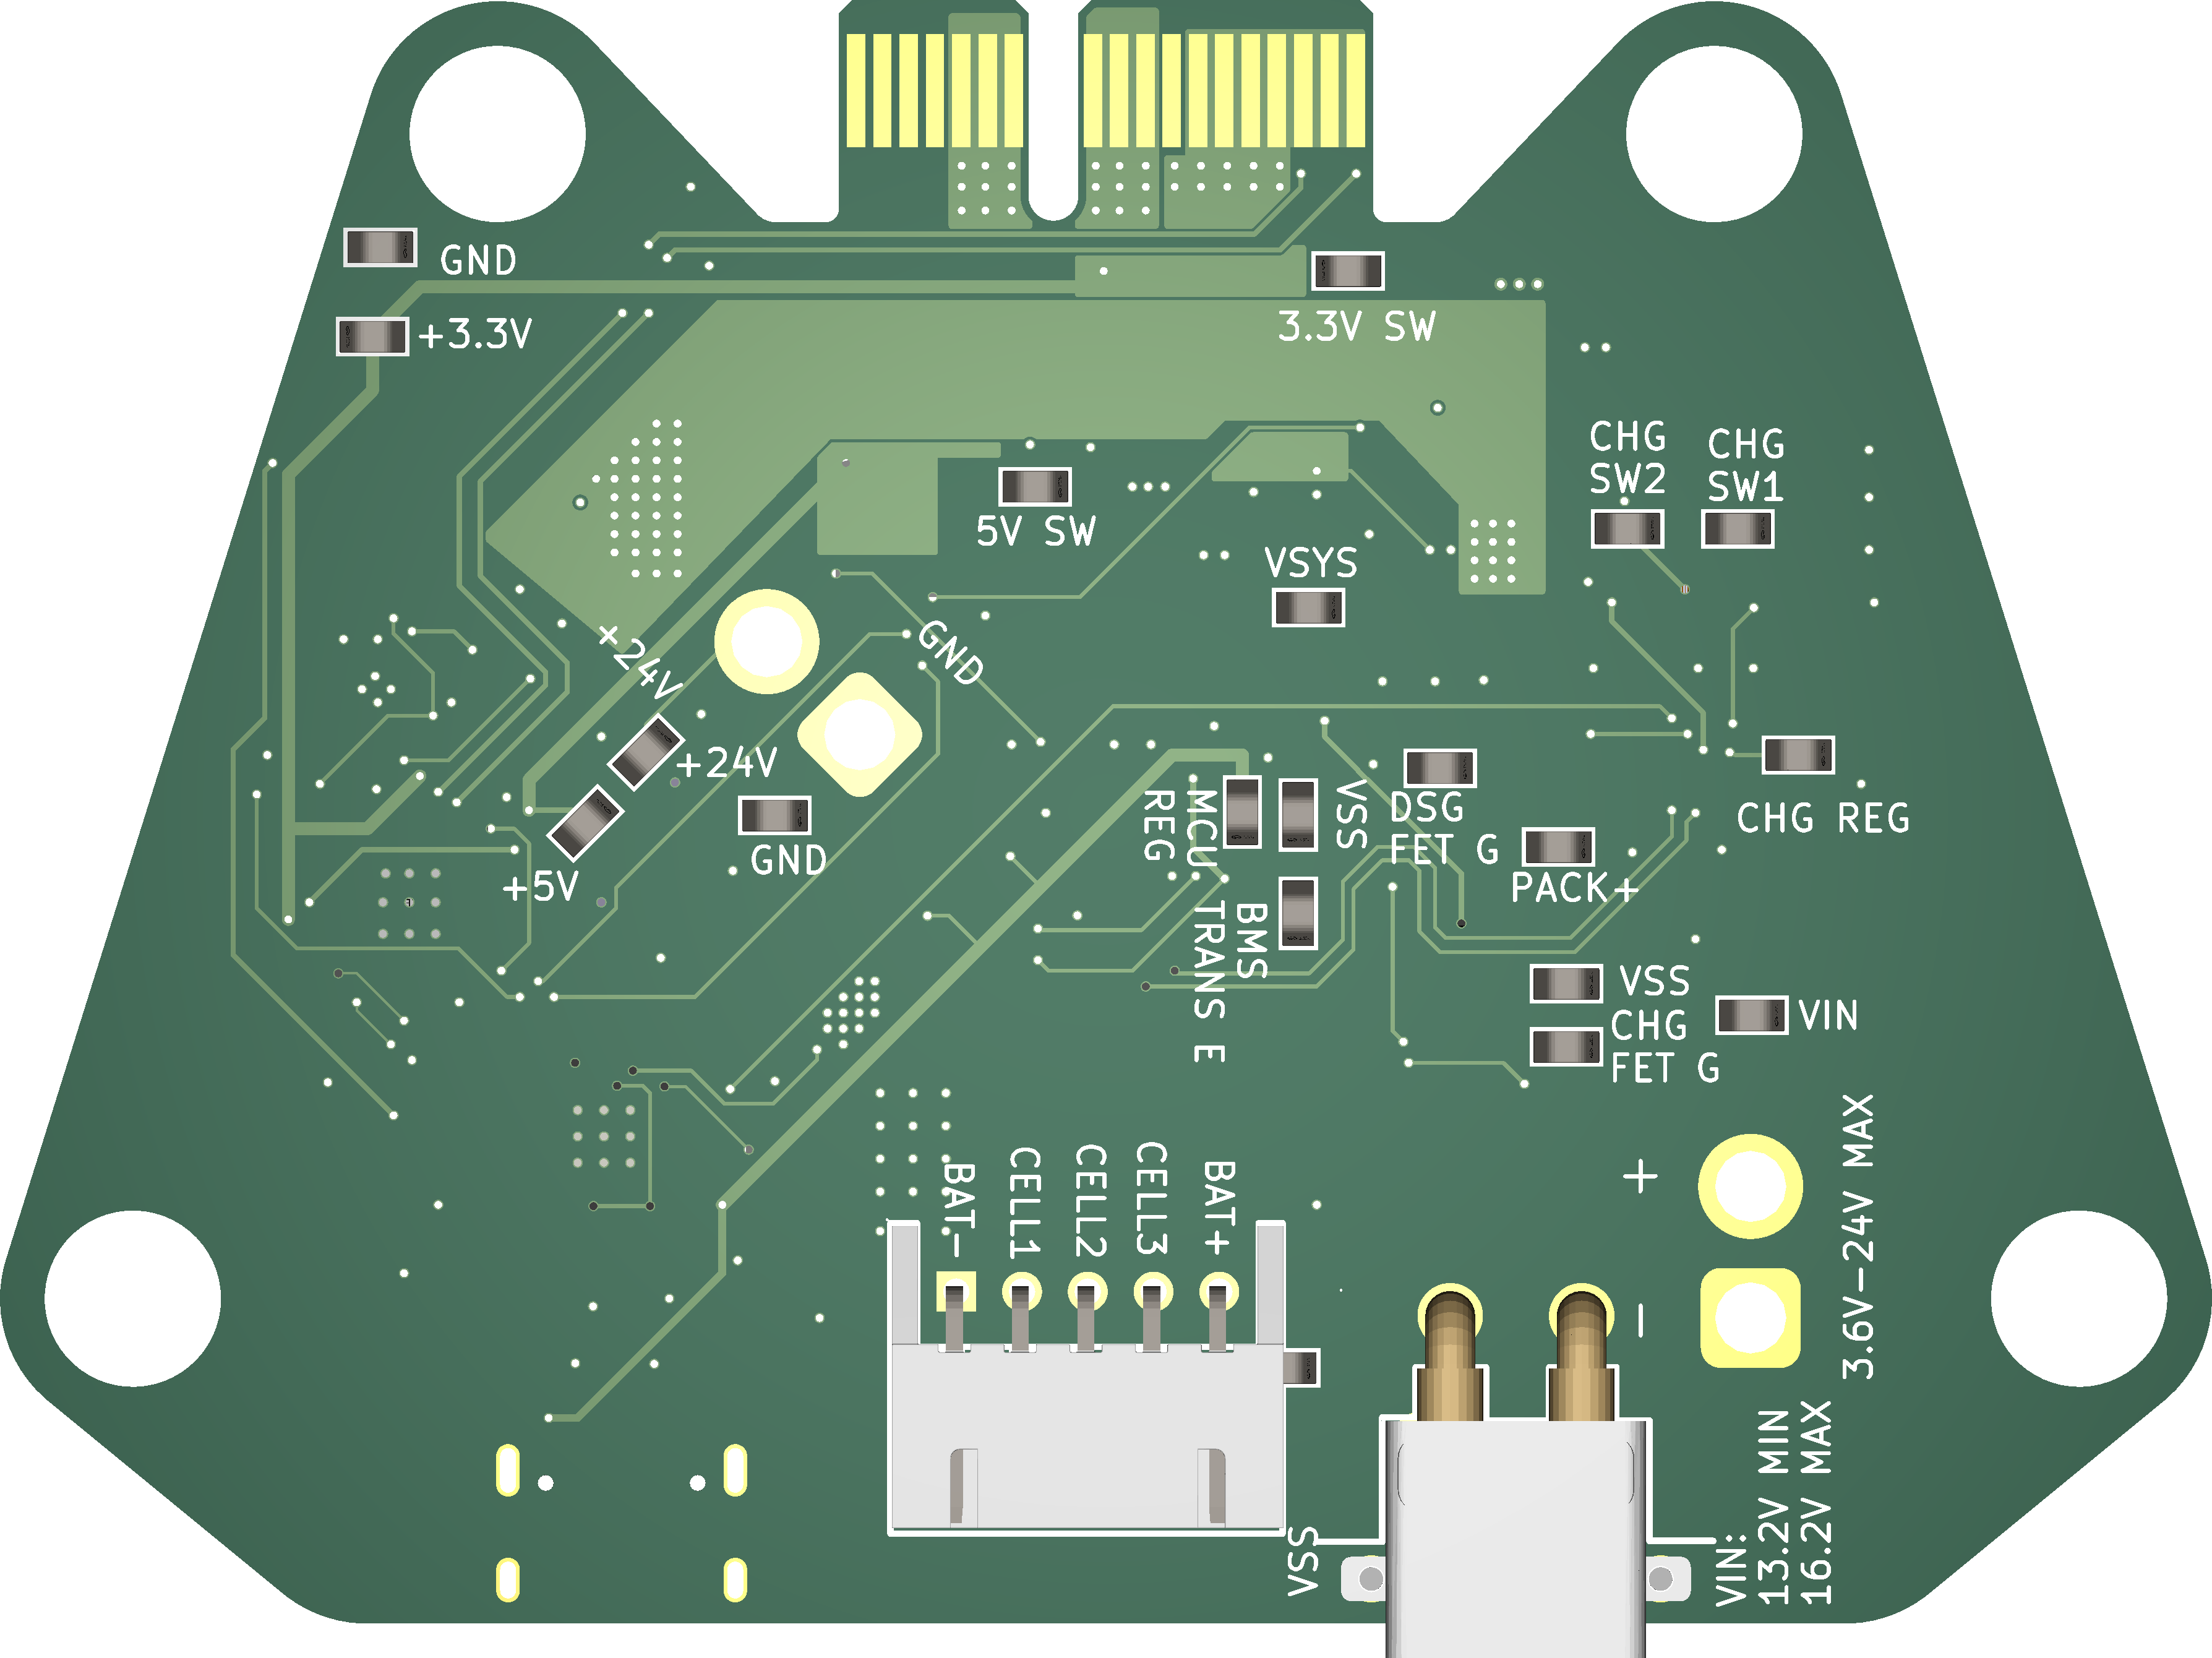 GND
+3.3V
3.3V SW
CHG
SW2
CHG
SW1
5V SW
VSYS
+24V
GND
+24V
GND
+5V
MCU
REG
VSS
DSG
FET G
CHG REG
PACK+
BMS
TRANS E
VSS
CHG
FET G
VIN
BAT-
CELL1
CELL2
CELL3
BAT+
+
-
3.6V-24V MAX
VSS
VIN:
13.2V MIN
16.2V MAX